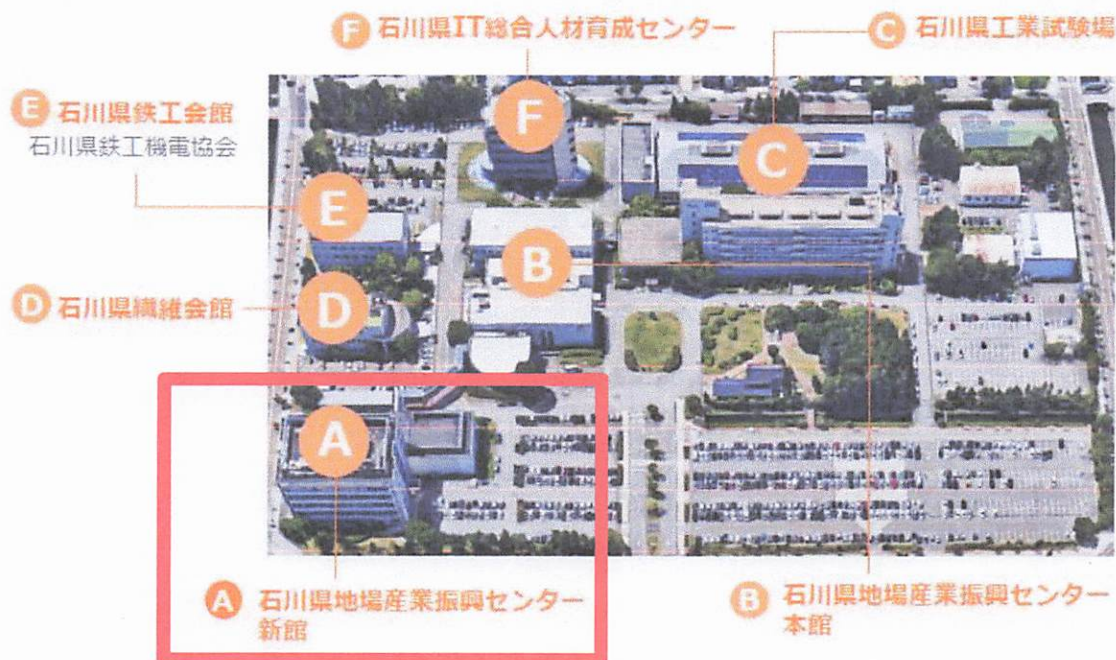 F 石川県IT総合人材育成センター
C 石川県工業試験場
E 石川県鉄工会館
石川県鉄工機電協会
F
C
E
B
D 石川県繊維会館
D
A
A 石川県地場産業振興センター
新館
B 石川県地場産業振興センター
本館